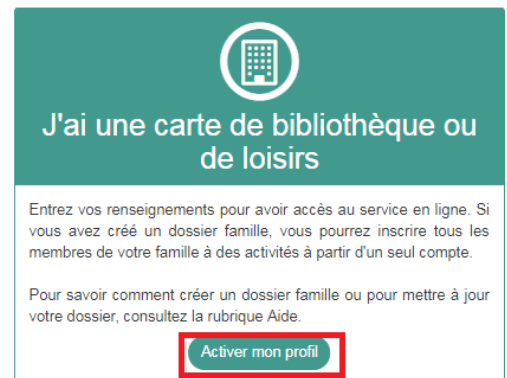 J'ai une carte de bibliothèque ou
de loisirs
Entrez vos renseignements pour avoir accès au service en ligne. Si
vous avez créé un dossier famille, vous pourrez inscrire tous les
membres de votre famille à des activités à partir d'un seul compte.
Pour savoir comment créer un dossier famille ou pour mettre à jour
votre dossier, consultez la rubrique Aide.
Activer mon profil